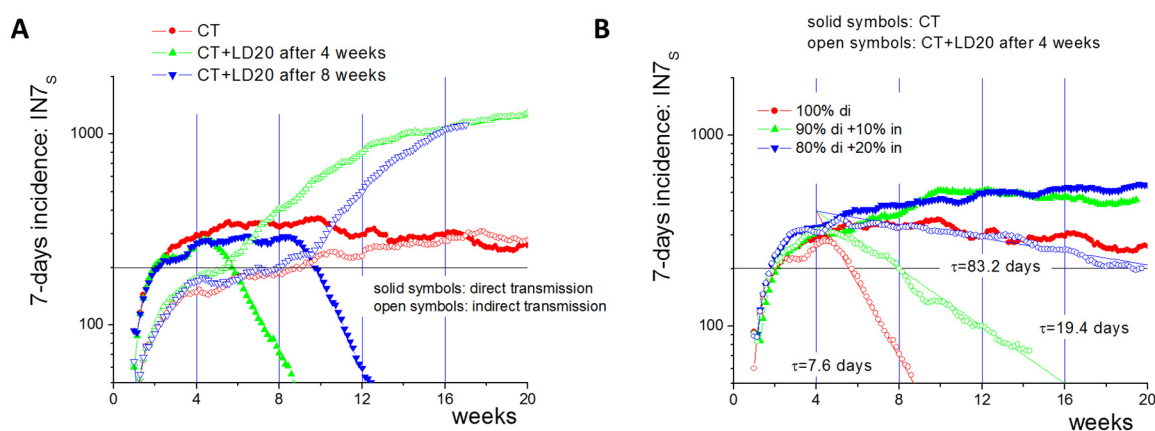 A
CT
CT+LD20 after 4 weeks
CT+LD20 after 8 weeks
7-days incidence: IN7S
1000
100
solid symbols: direct transmission
open symbols: indirect transmission
0
4
8
12
16
20
weeks
B
solid symbols: CT
open symbols: CT+LD20 after 4 weeks
7-days incidence: IN7S
1000
100
100% di
90% di +10% in
80% di +20% in
τ=83.2 days
τ=19.4 days
τ=7.6 days
0
4
8
12
16
20
weeks